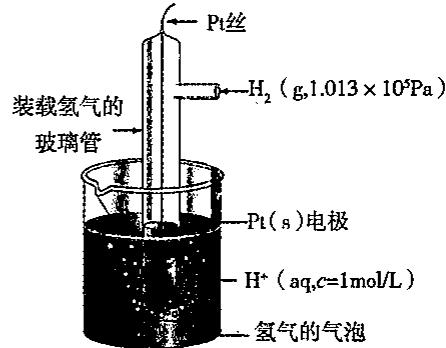 Pt丝
H₂（g,1.013×10⁵Pa）
装载氢气的
玻璃管
Pt（s）电极
H⁺（aq,c=1mol/L）
氢气的气泡